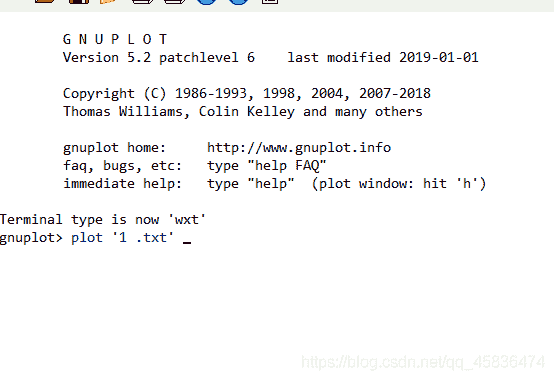 G N U P L O T
Version 5.2 patchlevel 6    last modified 2019-01-01
Copyright (C) 1986-1993, 1998, 2004, 2007-2018
Thomas Williams, Colin Kelley and many others
gnuplot home:     http://www.gnuplot.info
faq, bugs, etc:   type "help FAQ"
immediate help:   type "help"  (plot window: hit 'h')
Terminal type is now 'wxt'
gnuplot> plot '1 .txt' _
https://blog.csdn.net/qq_45836474